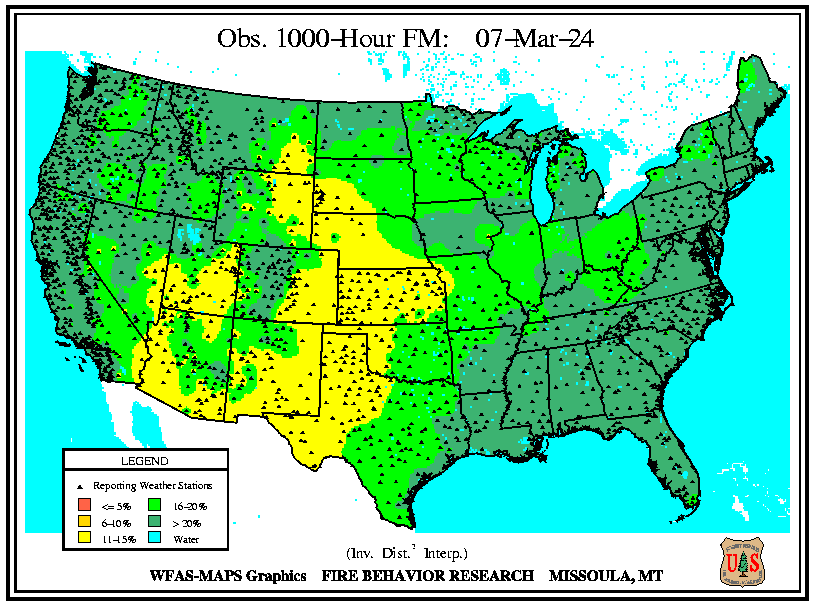 Obs. 1000-Hour FM: 07-Mar-24
LEGEND
Reporting Weather Stations
<= 5% 16-20%
6-10% > 20%
11-15% Water
(Inv. Dist.² Interp.)
WFAS-MAPS Graphics FIRE BEHAVIOR RESEARCH MISSOULA, MT
U S